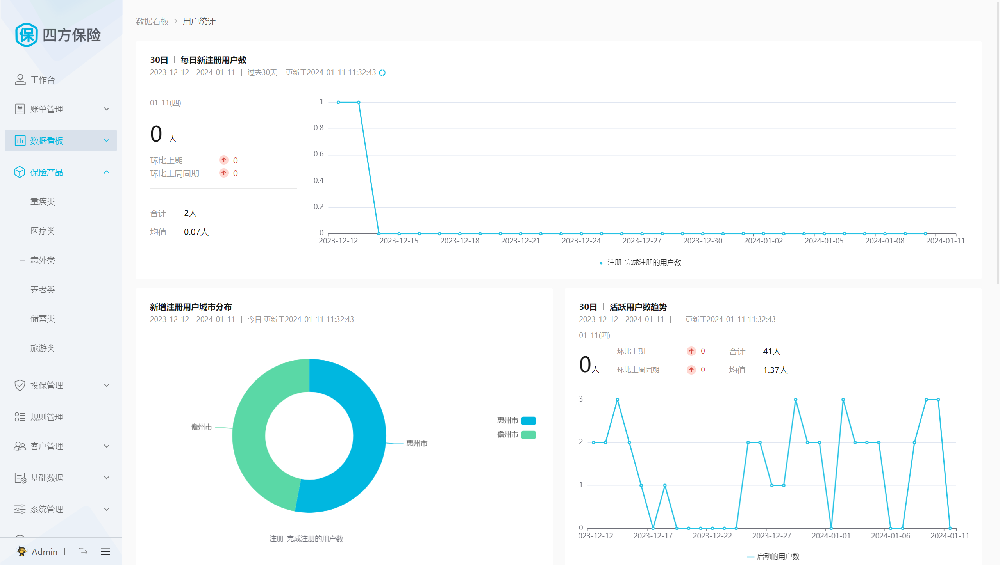 保 四方保险
工作台
账单管理
数据看板
保险产品
重疾类
医疗类
意外类
养老类
储蓄类
旅游类
投保管理
规则管理
客户管理
基础数据
系统管理
Admin
数据看板 > 用户统计
30日 | 每日新注册用户数
2023-12-12 - 2024-01-11 | 过去30天 更新于2024-01-11 11:32:43
01-11(四)
0 人
环比上期 0
环比上周同期 0
合计 2人
均值 0.07人
1
0.8
0.6
0.4
0.2
0
2023-12-12 2023-12-15 2023-12-18 2023-12-21 2023-12-24 2023-12-27 2023-12-30 2024-01-02 2024-01-05 2024-01-08 2024-01-11
注册_完成注册的用户数
新增注册用户城市分布
2023-12-12 - 2024-01-11 | 今日 更新于2024-01-11 11:32:43
儋州市
惠州市
惠州市
儋州市
注册_完成注册的用户数
30日 | 活跃用户数趋势
2023-12-12 - 2024-01-11 | 更新于2024-01-11 11:32:43
01-11(四)
0人
环比上期 0
环比上周同期 0
合计 41人
均值 1.37人
3
2
1
0
023-12-12 2023-12-17 2023-12-22 2023-12-27 2024-01-01 2024-01-06 2024-01-11
启动的用户数